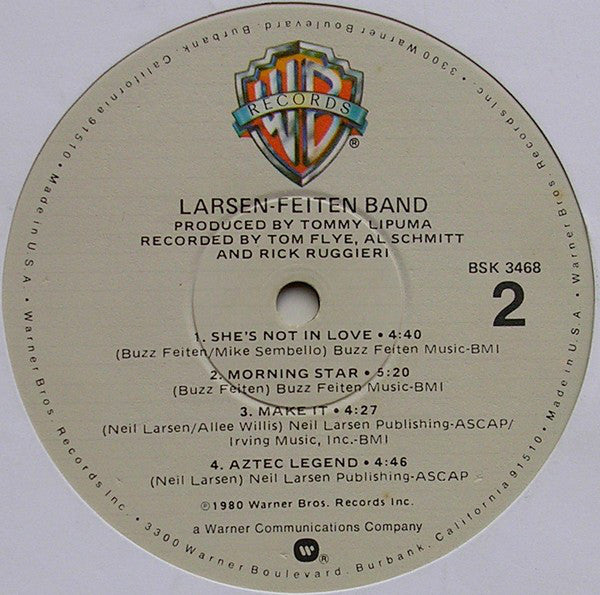 WB
RECORDS
®
LARSEN-FEITEN BAND
PRODUCED BY TOMMY LIPUMA
RECORDED BY TOM FLYE, AL SCHMITT
AND RICK RUGGIERI
BSK 3468
2
1. SHE'S NOT IN LOVE • 4:40
(Buzz Feiten/Mike Sembello) Buzz Feiten Music-BMI
2. MORNING STAR • 5:20
(Buzz Feiten) Buzz Feiten Music-BMI
3. MAKE IT • 4:27
(Neil Larsen/Allee Willis) Neil Larsen Publishing-ASCAP/
Irving Music, Inc.-BMI
4. AZTEC LEGEND • 4:46
(Neil Larsen) Neil Larsen Publishing-ASCAP
℗1980 Warner Bros. Records Inc.
a Warner Communications Company
®
Warner Bros. Records Inc. • 3300 Warner Boulevard. Burbank. California 91510 • Made in U.S.A. • Warner Bros. Records Inc. • 3300 Warner Boulevard. Burbank. California 91510 • Made in U.S.A. •